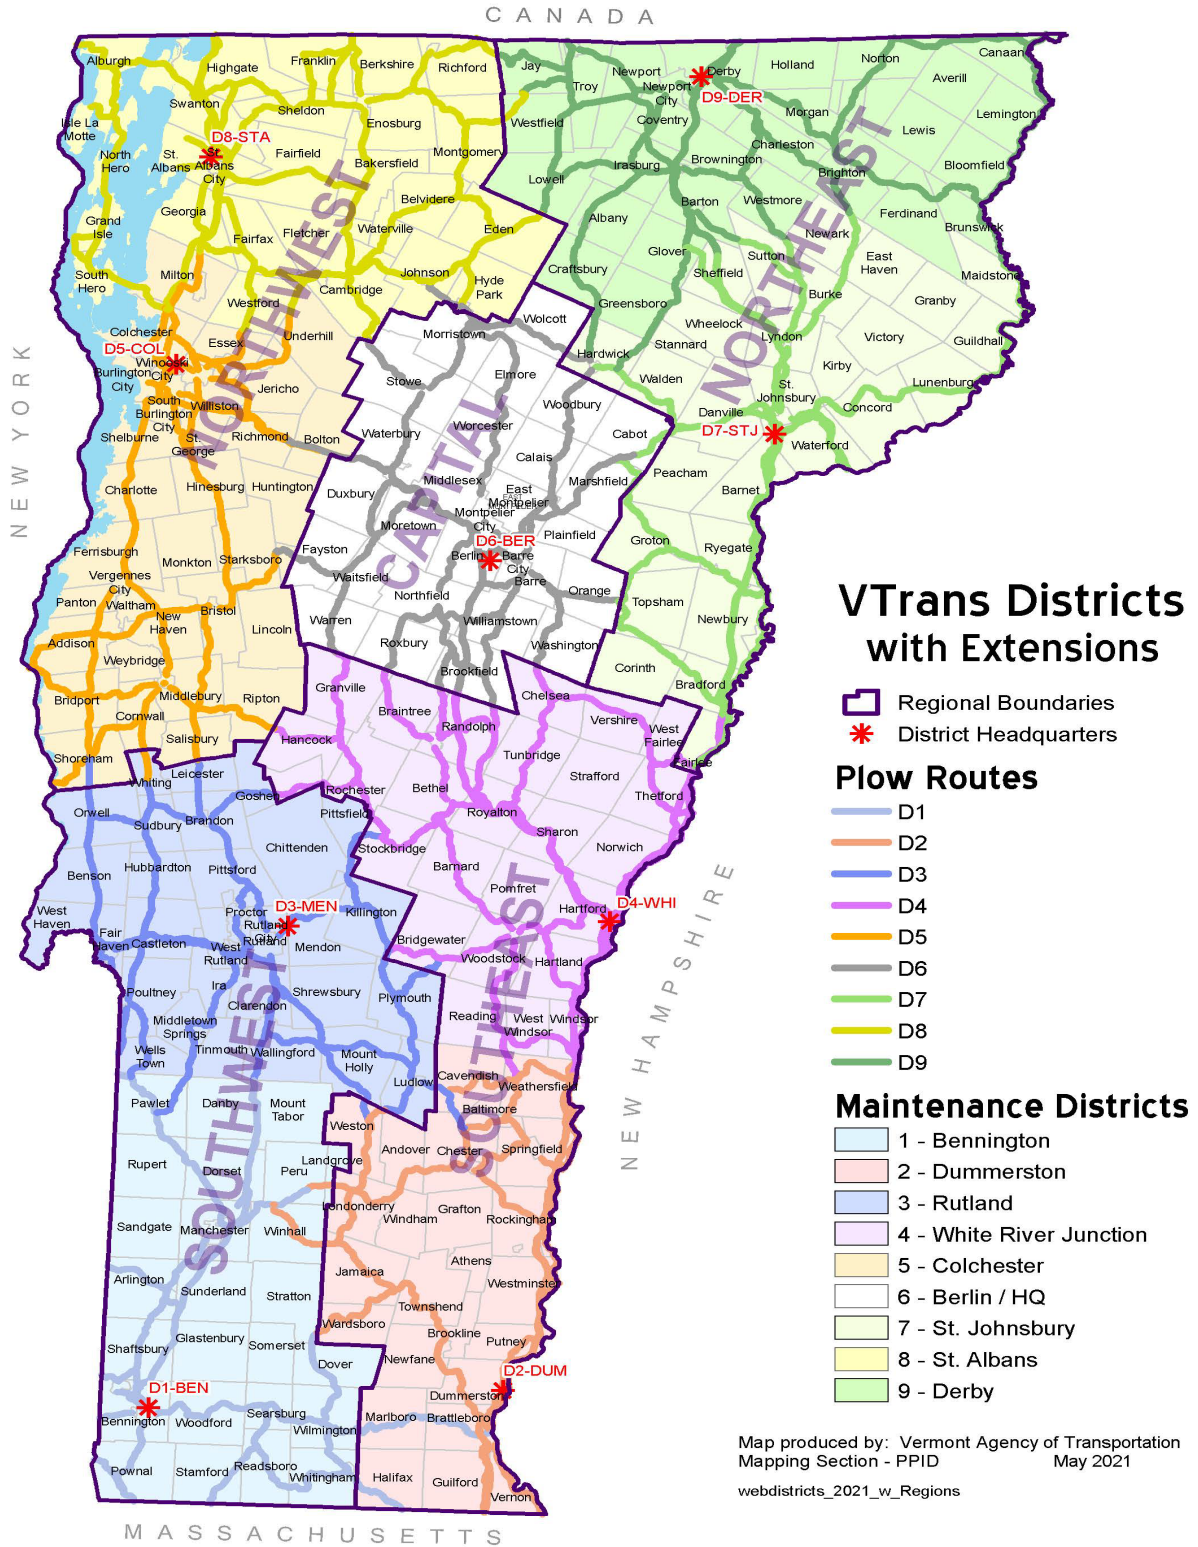 CANADA
Alburgh
Highgate
Franklin
Berkshire
Richford
Jay
Troy
Newport
Newport
City
Derby
D9-DER
Holland
Norton
Canaan
Averill
Swanton
Sheldon
Enosburg
Westfield
Coventry
Morgan
Lewis
Lemington
Isle La
Motte
D8-STA
St.
Albans
City
North
Hero
St.
Albans
Fairfield
Bakersfield
Montgomery
Lowell
Irasburg
Brownington
Charleston
Brighton
Bloomfield
Grand
Isle
Georgia
Fairfax
Fletcher
Waterville
Belvidere
Eden
Albany
Barton
Westmore
Newark
Ferdinand
Brunswick
NORTHWEST
NORTHEAST
South
Hero
Milton
Westford
Cambridge
Johnson
Hyde
Park
Craftsbury
Glover
Sheffield
Sutton
East
Haven
Maidstone
Burke
Granby
Greensboro
Wheelock
Colchester
D5-COL
Winooski
City
Essex
Underhill
Morristown
Wolcott
Hardwick
Stannard
Lyndon
Victory
Guildhall
Burlington
City
South
Burlington
City
Williston
Jericho
Stowe
Elmore
Woodbury
Walden
Kirby
Lunenburg
St.
Johnsbury
Danville
Concord
Shelburne
St.
George
Richmond
Bolton
Waterbury
Worcester
Cabot
D7-STJ
Waterford
Calais
CAPITAL
Charlotte
Hinesburg
Huntington
Duxbury
Middlesex
East
Montpelier
Marshfield
Peacham
Barnet
Montpelier
City
Moretown
D6-BER
Berlin
Barre
City
Barre
Plainfield
Groton
Ryegate
Ferrisburgh
Monkton
Starksboro
Fayston
Waitsfield
Northfield
Orange
Topsham
Newbury
Vergennes
City
Panton
Waltham
New
Haven
Bristol
Lincoln
Warren
Roxbury
Williamstown
Washington
Corinth
Addison
Weybridge
Brookfield
Bradford
Bridport
Cornwall
Middlebury
Ripton
Granville
Braintree
Randolph
Chelsea
Vershire
West
Fairlee
Fairlee
Shoreham
Salisbury
Hancock
Tunbridge
Strafford
Thetford
Whiting
Leicester
Goshen
Rochester
Bethel
Royalton
Orwell
Sudbury
Brandon
Pittsfield
Sharon
Norwich
Chittenden
Stockbridge
Benson
Hubbardton
Pittsford
Barnard
Pomfret
West
Haven
Fair
Haven
Castleton
Proctor
D3-MEN
Rutland
City
Rutland
West
Rutland
Mendon
Killington
Hartford
D4-WHI
Bridgewater
Woodstock
Hartland
Poultney
Ira
Clarendon
Shrewsbury
Plymouth
Reading
West
Windsor
Windsor
Middletown
Springs
Wells
Town
Tinmouth
Wallingford
Mount
Holly
Ludlow
Cavendish
Weathersfield
Baltimore
SOUTHWEST
SOUTHEAST
Pawlet
Danby
Mount
Tabor
Weston
Andover
Chester
Springfield
Rupert
Dorset
Peru
Landgrove
Londonderry
Windham
Grafton
Rockingham
Sandgate
Manchester
Winhall
Arlington
Sunderland
Stratton
Jamaica
Athens
Townshend
Westminster
Shaftsbury
Glastenbury
Somerset
Wardsboro
Brookline
Putney
Dover
Newfane
D2-DUM
Dummerston
D1-BEN
Bennington
Woodford
Searsburg
Wilmington
Marlboro
Brattleboro
Pownal
Stamford
Readsboro
Whitingham
Halifax
Guilford
Vernon
NEW YORK
NEW HAMPSHIRE
MASSACHUSETTS
VTrans Districts
with Extensions
Regional Boundaries
District Headquarters
Plow Routes
D1
D2
D3
D4
D5
D6
D7
D8
D9
Maintenance Districts
1 - Bennington
2 - Dummerston
3 - Rutland
4 - White River Junction
5 - Colchester
6 - Berlin / HQ
7 - St. Johnsbury
8 - St. Albans
9 - Derby
Map produced by: Vermont Agency of Transportation
Mapping Section - PPID May 2021
webdistricts_2021_w_Regions